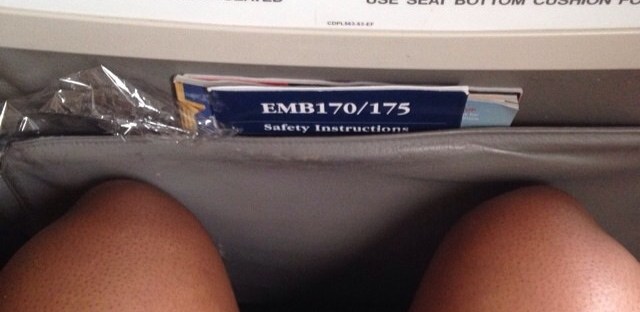 USE SEAT BOTTOM CUSHION
EMB170/175
Safety Instructions